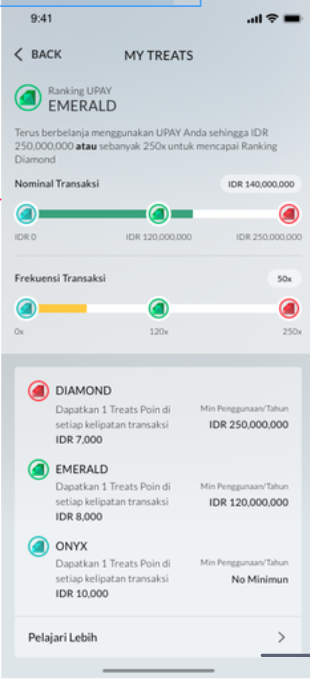 9:41
BACK
MY TREATS
Ranking UPAY
EMERALD
Terus berbelanja menggunakan UPAY Anda sehingga IDR
250,000,000 atau sebanyak 250x untuk mencapai Ranking
Diamond
Nominal Transaksi
IDR 140,000,000
IDR 0
IDR 120,000,000
IDR 250,000,000
Frekuensi Transaksi
50x
0x
120x
250x
DIAMOND
Dapatkan 1 Treats Poin di
setiap kelipatan transaksi
IDR 7,000
Min Penggunaan/Tahun
IDR 250,000,000
EMERALD
Dapatkan 1 Treats Poin di
setiap kelipatan transaksi
IDR 8,000
Min Penggunaan/Tahun
IDR 120,000,000
ONYX
Dapatkan 1 Treats Poin di
setiap kelipatan transaksi
IDR 10,000
Min Penggunaan/Tahun
No Minimun
Pelajari Lebih